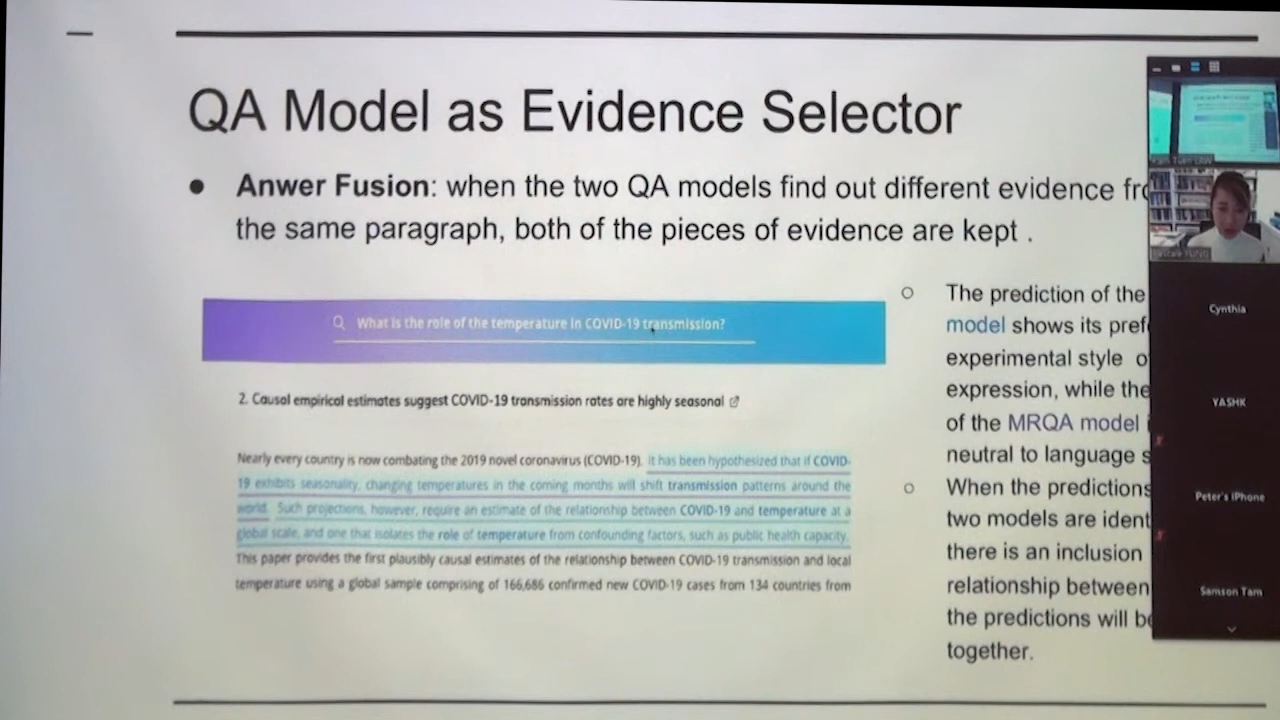 QA Model as Evidence Selector
● Anwer Fusion: when the two QA models find out different evidence
the same paragraph, both of the pieces of evidence are kept .
What is the role of the temperature in COVID-19 transmission?
2. Causal empirical estimates suggest COVID-19 transmission rates are highly seasonal
Nearly every country is now combating the 2019 novel coronavirus (COVID-19). It has been hypothesized that if COVID-
19 exhibits seasonality, changing temperatures in the coming months will shift transmission patterns around the
world. Such projections, however, require an estimate of the relationship between COVID-19 and temperature at a
global scale, and one that isolates the role of temperature from confounding factors, such as public health capacity.
This paper provides the first plausibly causal estimates of the relationship between COVID-19 transmission and local
temperature using a global sample comprising of 166,686 confirmed new COVID-19 cases from 134 countries from
○ The prediction of the
model shows its pref
experimental style o
expression, while the
of the MRQA model
neutral to language s
○ When the predictions
two models are ident
there is an inclusion
relationship between
the predictions will b
together.
Cynthia
YASHK
Peter's iPhone
Samson Tam